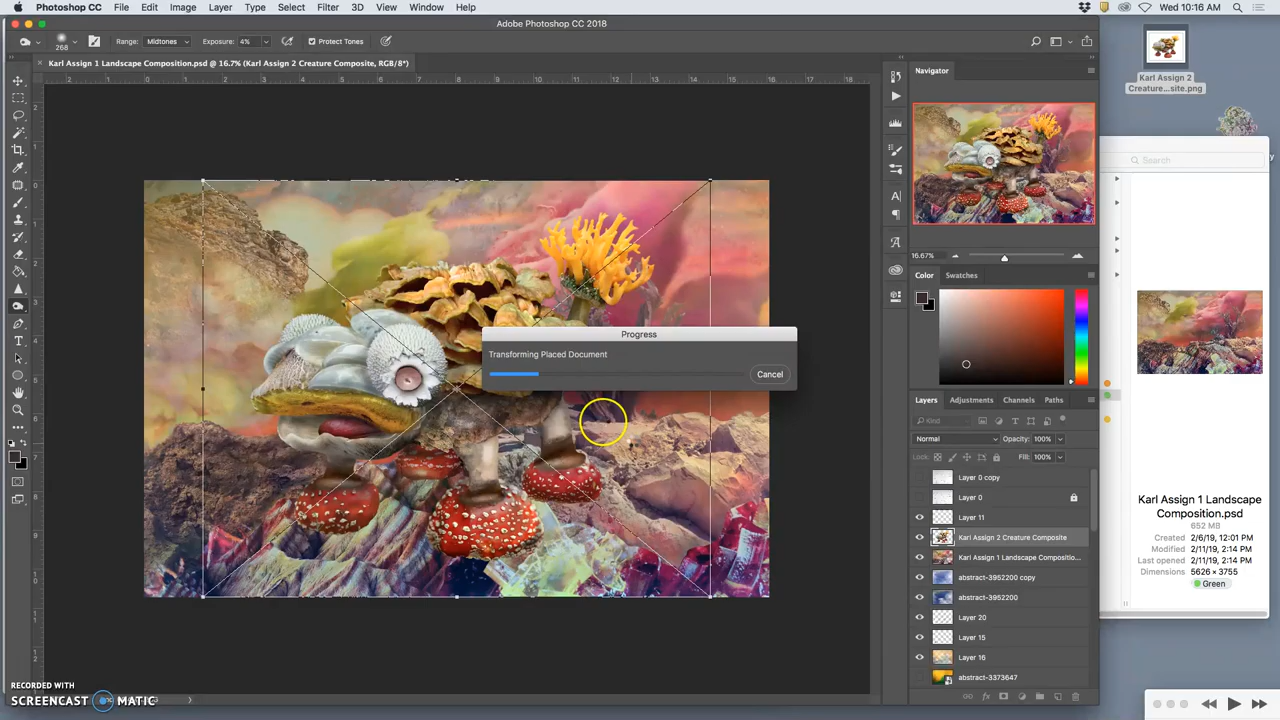 Photoshop CC File Edit Image Layer Type Select Filter 3D View Window Help
Wed 10:16 AM
Adobe Photoshop CC 2018
268
Range: Midtones Exposure: 4% Protect Tones
Karl Assign 1 Landscape Composition.psd @ 16.7% (Karl Assign 2 Creature Composite, RGB/8*)
Navigator
16.67%
Color Swatches
Progress
Transforming Placed Document
Cancel
Layers Adjustments Channels Paths
Kind
Normal Opacity: 100%
Lock: Fill: 100%
Layer 0 copy
Layer 0
Layer 11
Karl Assign 2 Creature Composite
Karl Assign 1 Landscape Compositio...
abstract-3952200 copy
abstract-3952200
Layer 20
Layer 15
Layer 16
abstract-3373647
Karl Assign 2
Creature...site.png
Search
Karl Assign 1 Landscape
Composition.psd
652 MB
Created 2/6/19, 12:01 PM
Modified 2/11/19, 2:14 PM
Last opened 2/11/19, 2:14 PM
Dimensions 5626 × 3755
Green
RECORDED WITH
SCREENCAST MATIC